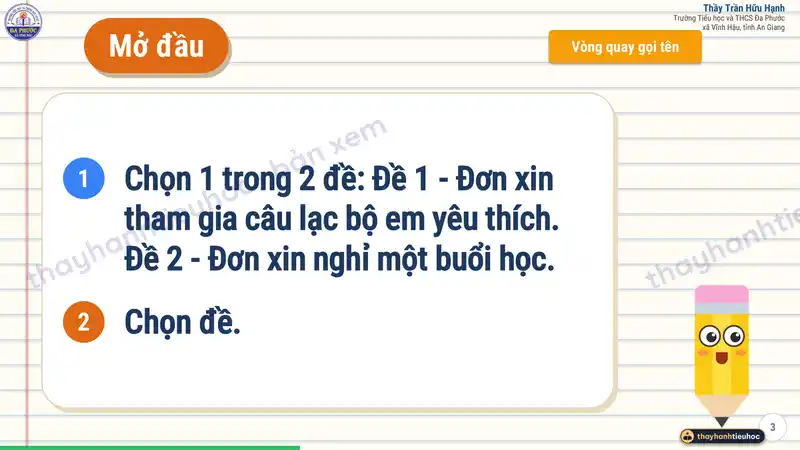 Thầy Trần Hữu Hạnh
Trường Tiểu học và THCS Đa Phước
xã Vĩnh Hậu, tỉnh An Giang
ĐA PHƯỚC
Mở đầu
Vòng quay gọi tên
1
Chọn 1 trong 2 đề: Đề 1 - Đơn xin
tham gia câu lạc bộ em yêu thích.
Đề 2 - Đơn xin nghỉ một buổi học.
2
Chọn đề.
3
thayhanhtieuhoc